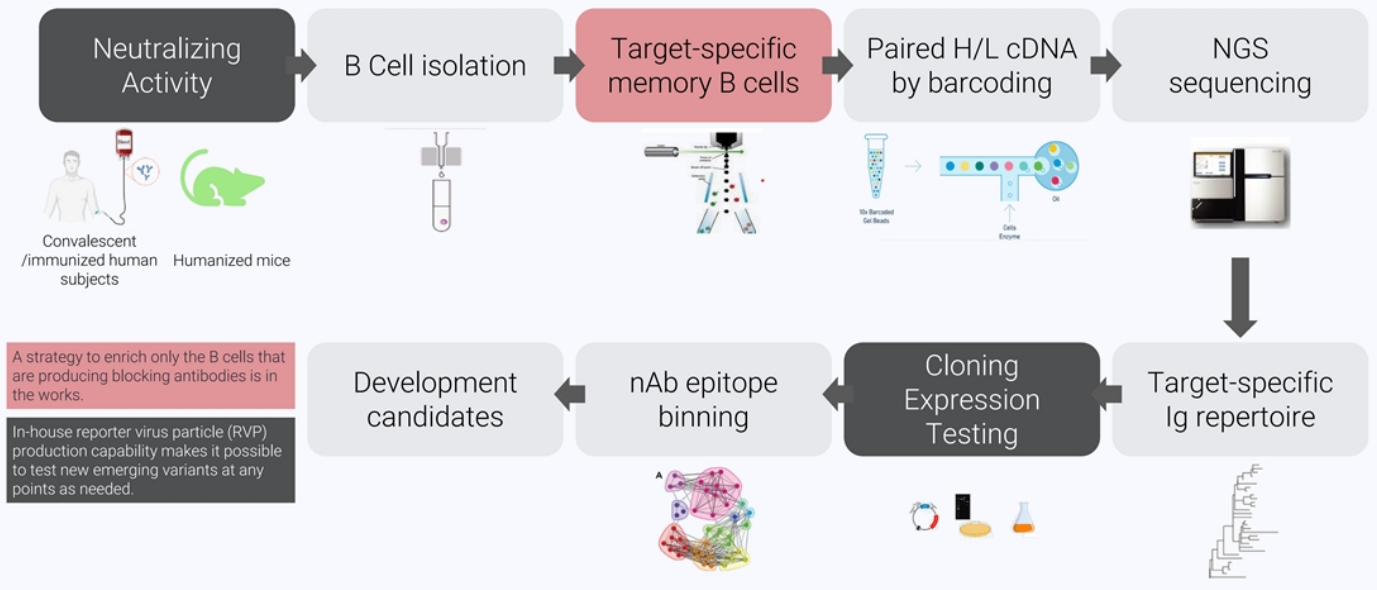 Neutralizing
Activity
B Cell isolation
Target-specific
memory B cells
Paired H/L cDNA
by barcoding
NGS
sequencing
Convalescent
/immunized human
subjects
Humanized mice
10x Barcoded
Gel Beads
Cells
Enzyme
Oil
A strategy to enrich only the B cells that
are producing blocking antibodies is in
the works.
In-house reporter virus particle (RVP)
production capability makes it possible
to test new emerging variants at any
points as needed.
Development
candidates
nAb epitope
binning
Cloning
Expression
Testing
Target-specific
Ig repertoire
A